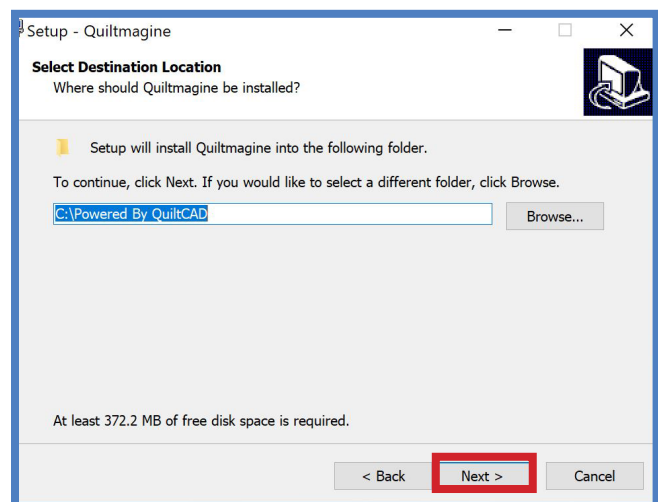 Setup - Quiltmagine
Select Destination Location
Where should Quiltmagine be installed?
Setup will install Quiltmagine into the following folder.
To continue, click Next. If you would like to select a different folder, click Browse.
C:\Powered By QuiltCAD
Browse...
At least 372.2 MB of free disk space is required.
< Back
Next >
Cancel